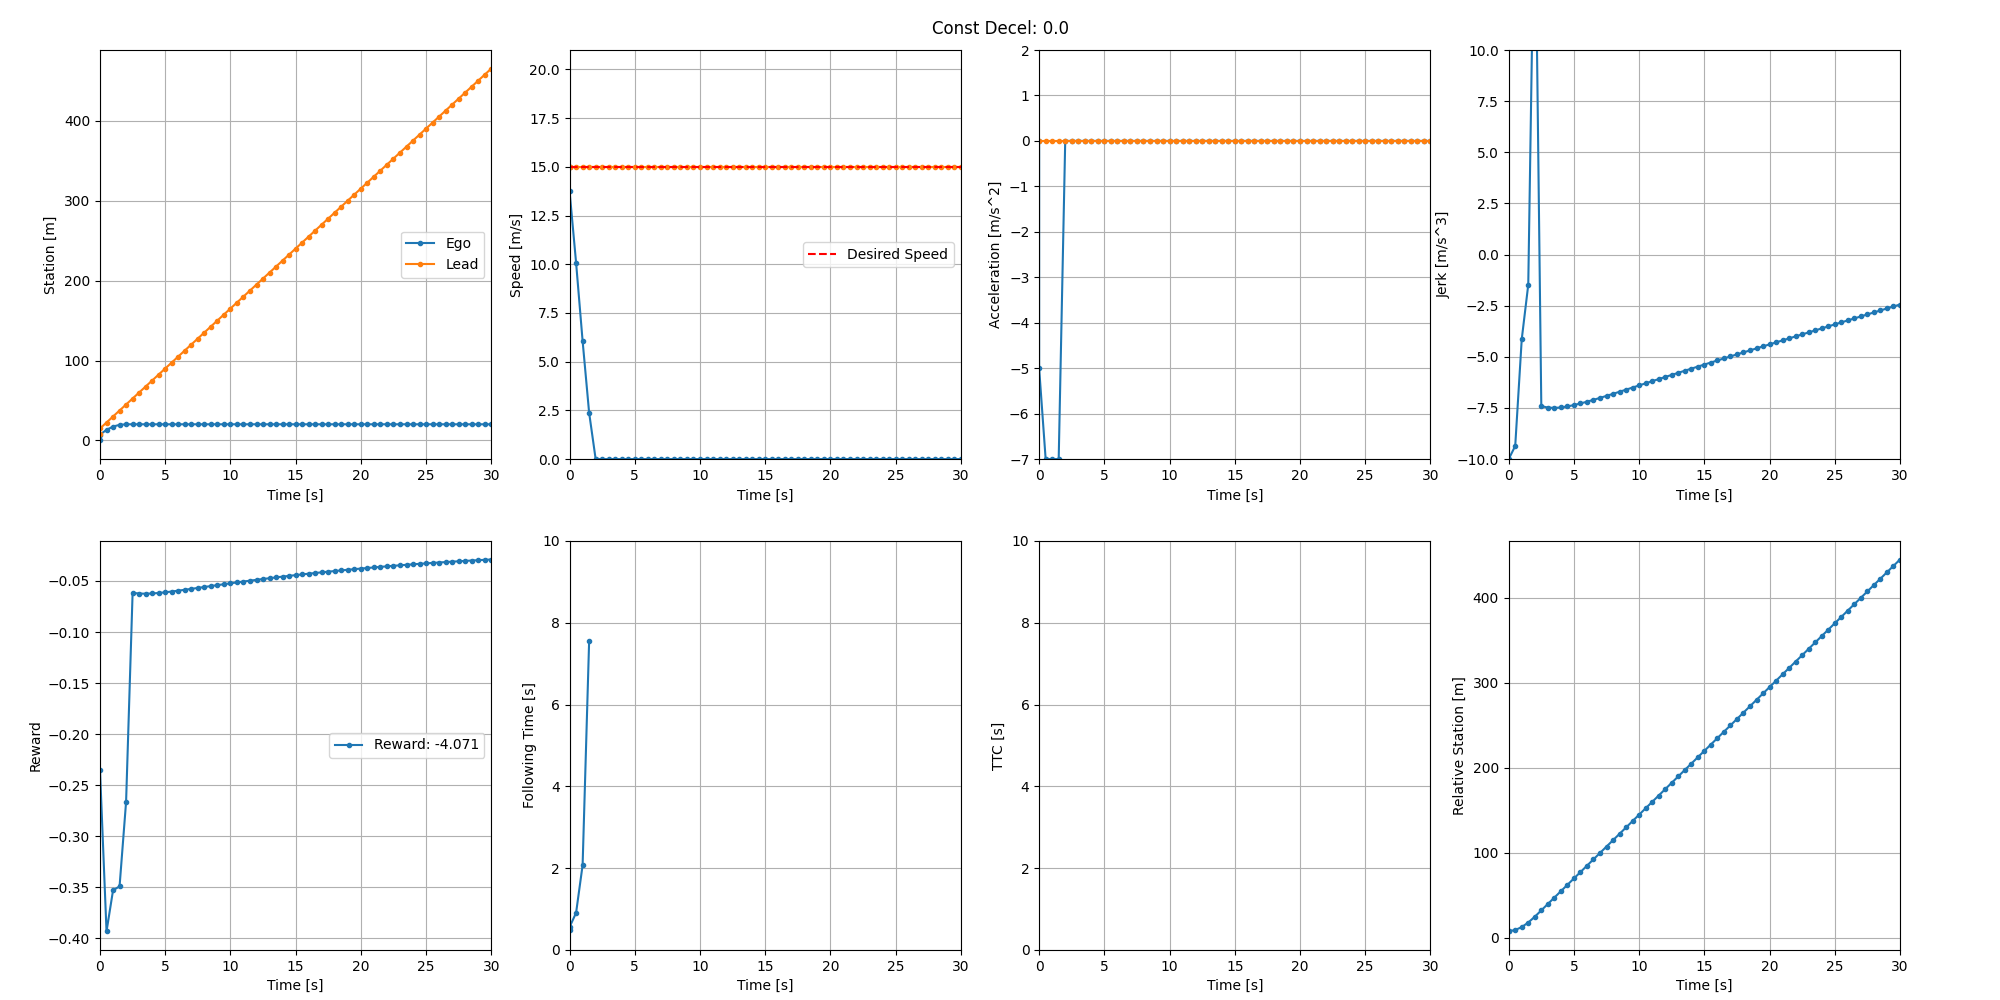 Const Decel: 0.0
Station [m]
400
300
200
100
0
Ego
Lead
0 5 10 15 20 25 30
Time [s]
Speed [m/s]
20.0
17.5
15.0
12.5
10.0
7.5
5.0
2.5
0.0
Desired Speed
0 5 10 15 20 25 30
Time [s]
Acceleration [m/s^2]
2
1
0
−1
−2
−3
−4
−5
−6
−7
0 5 10 15 20 25 30
Time [s]
Jerk [m/s^3]
10.0
7.5
5.0
2.5
0.0
−2.5
−5.0
−7.5
−10.0
0 5 10 15 20 25 30
Time [s]
Reward
−0.05
−0.10
−0.15
−0.20
−0.25
−0.30
−0.35
−0.40
Reward: -4.071
0 5 10 15 20 25 30
Time [s]
Following Time [s]
10
8
6
4
2
0
0 5 10 15 20 25 30
Time [s]
TTC [s]
10
8
6
4
2
0
0 5 10 15 20 25 30
Time [s]
Relative Station [m]
400
300
200
100
0
0 5 10 15 20 25 30
Time [s]